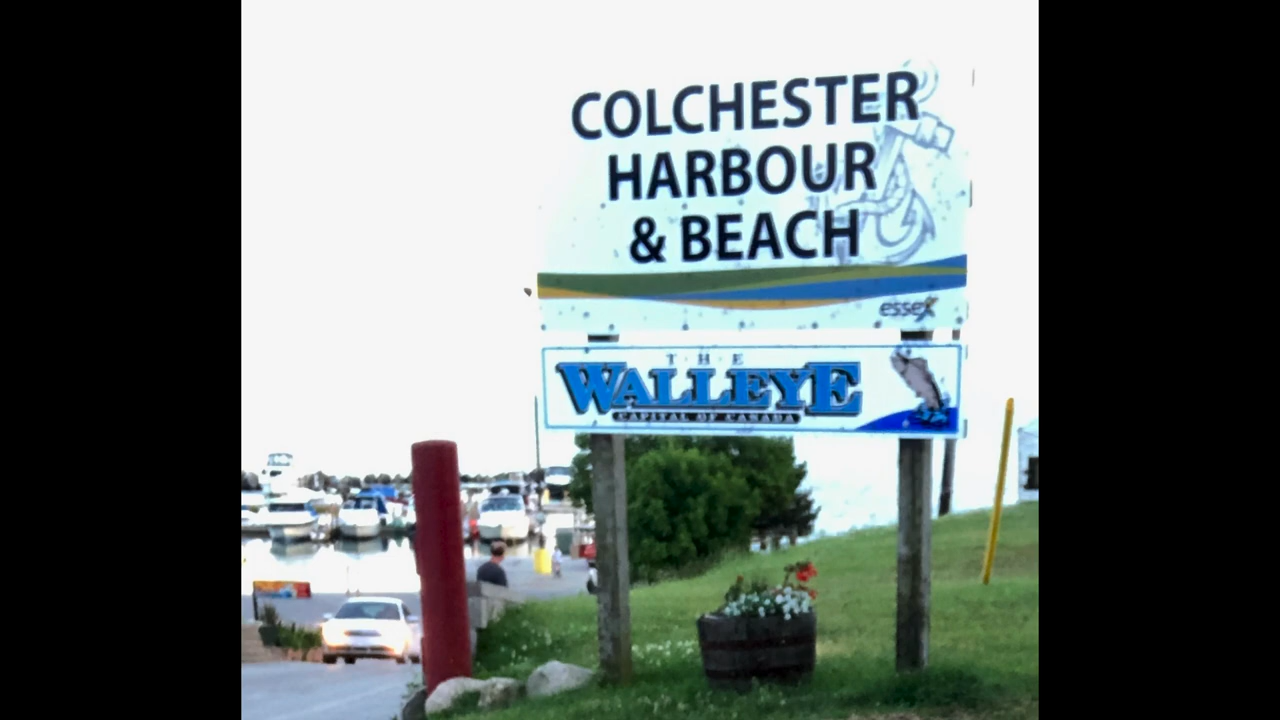 COLCHESTER
HARBOUR
& BEACH
essex
THE
WALLEYE
CAPITAL OF CANADA